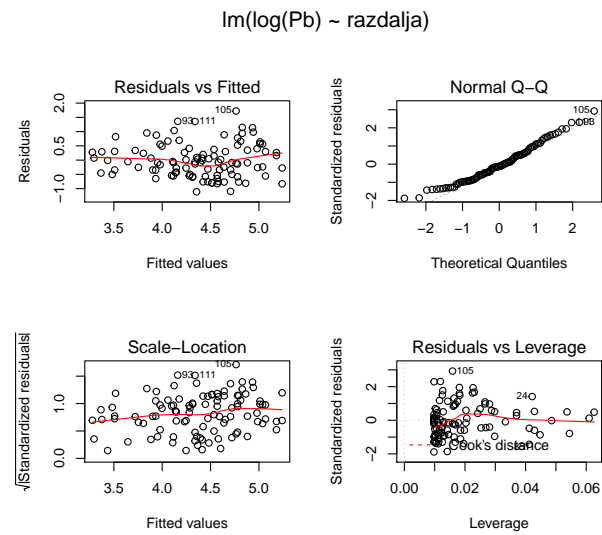 lm(log(Pb) ~ razdalja)
Residuals vs Fitted
Residuals
−1.0 0.5 2.0
105
93
111
3.5 4.0 4.5 5.0
Fitted values
Normal Q−Q
Standardized residuals
−2 0 2
105
93
−2 −1 0 1 2
Theoretical Quantiles
Scale−Location
√|Standardized residuals|
0.0 1.0
105
93
111
3.5 4.0 4.5 5.0
Fitted values
Residuals vs Leverage
Standardized residuals
−2 0 2
105
24
Cook's distance
0.00 0.02 0.04 0.06
Leverage